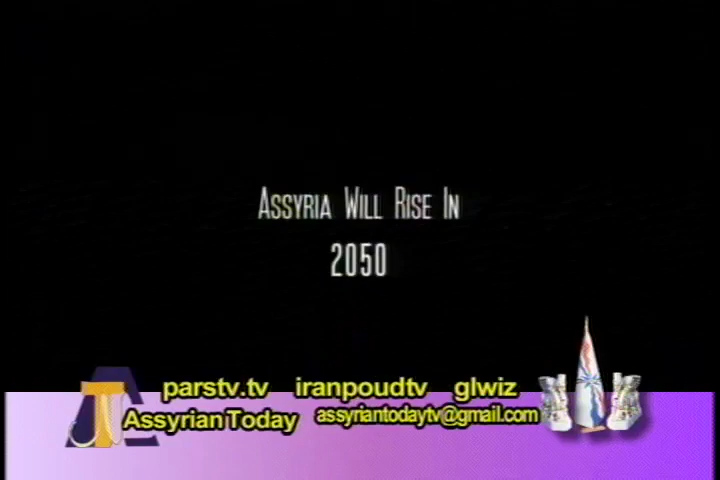 Assyria Will Rise In
2050
parstv.tv iranpoudtv glwiz
Assyrian Today assyriantodaytv@gmail.com